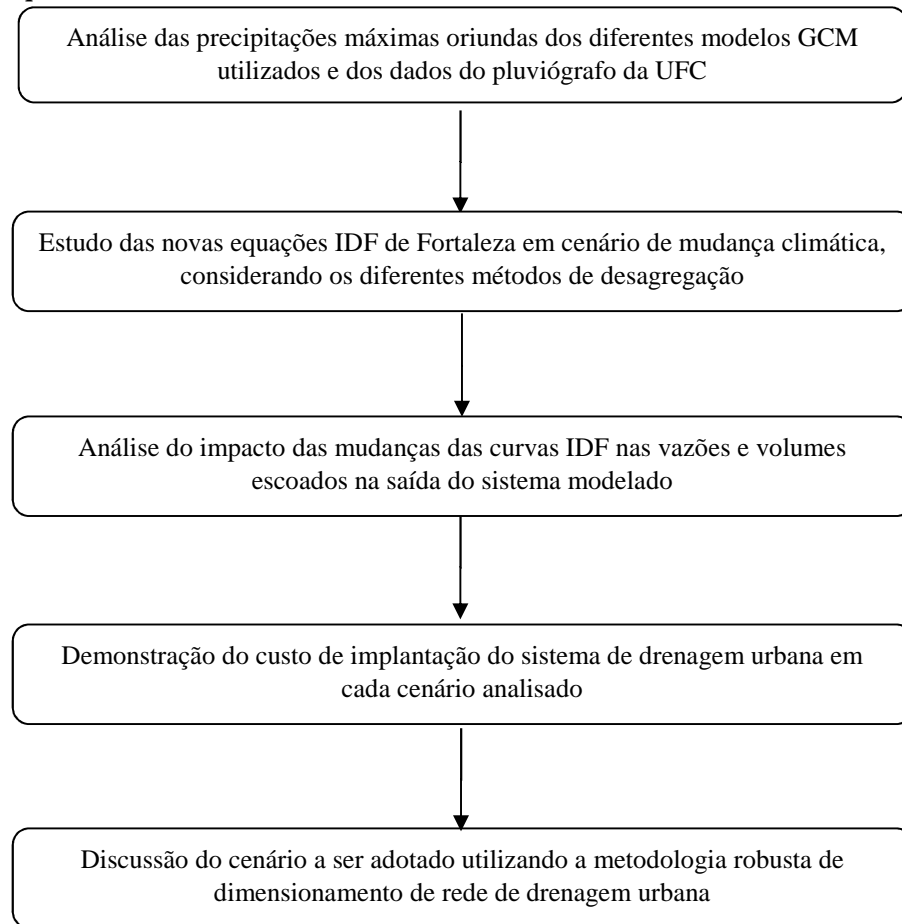 Análise das precipitações máximas oriundas dos diferentes modelos GCM
utilizados e dos dados do pluviógrafo da UFC
Estudo das novas equações IDF de Fortaleza em cenário de mudança climática,
considerando os diferentes métodos de desagregação
Análise do impacto das mudanças das curvas IDF nas vazões e volumes
escoados na saída do sistema modelado
Demonstração do custo de implantação do sistema de drenagem urbana em
cada cenário analisado
Discussão do cenário a ser adotado utilizando a metodologia robusta de
dimensionamento de rede de drenagem urbana